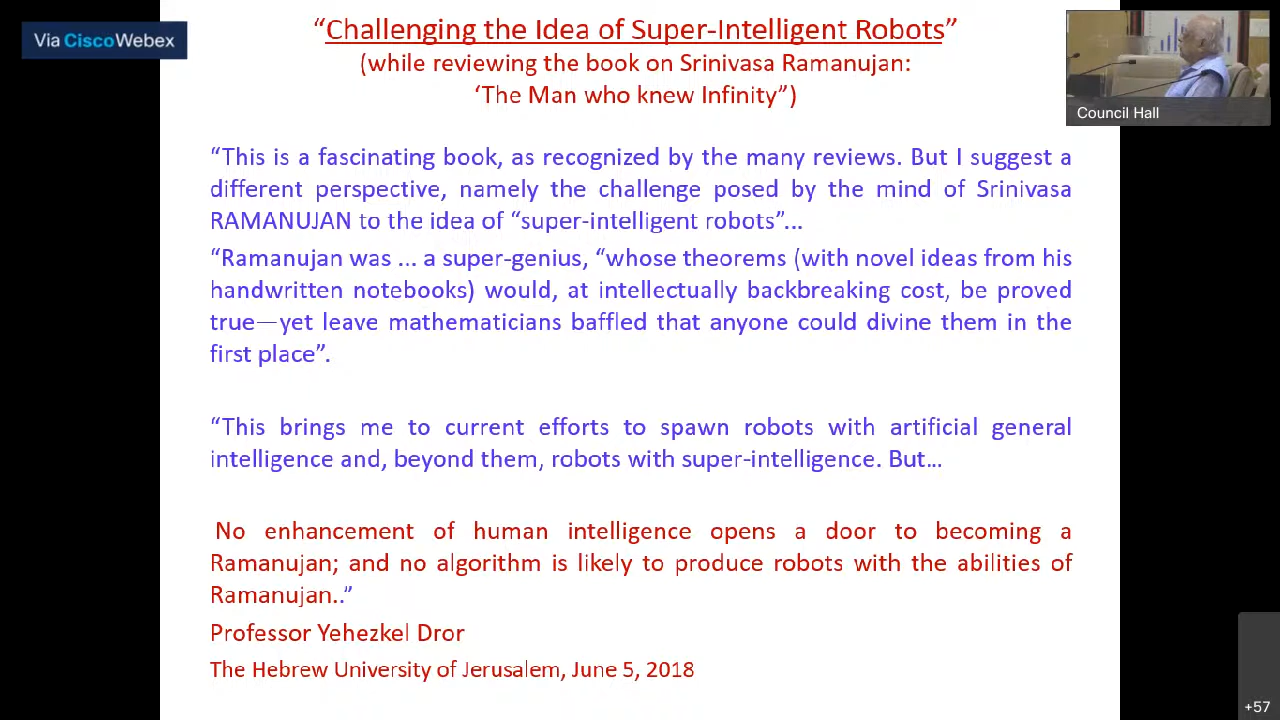 Via CiscoWebex
“Challenging the Idea of Super-Intelligent Robots”
(while reviewing the book on Srinivasa Ramanujan:
‘The Man who knew Infinity”)
Council Hall
“This is a fascinating book, as recognized by the many reviews. But I suggest a
different perspective, namely the challenge posed by the mind of Srinivasa
RAMANUJAN to the idea of “super-intelligent robots”...
“Ramanujan was ... a super-genius, “whose theorems (with novel ideas from his
handwritten notebooks) would, at intellectually backbreaking cost, be proved
true—yet leave mathematicians baffled that anyone could divine them in the
first place”.
“This brings me to current efforts to spawn robots with artificial general
intelligence and, beyond them, robots with super-intelligence. But…
No enhancement of human intelligence opens a door to becoming a
Ramanujan; and no algorithm is likely to produce robots with the abilities of
Ramanujan..”
Professor Yehezkel Dror
The Hebrew University of Jerusalem, June 5, 2018
+57